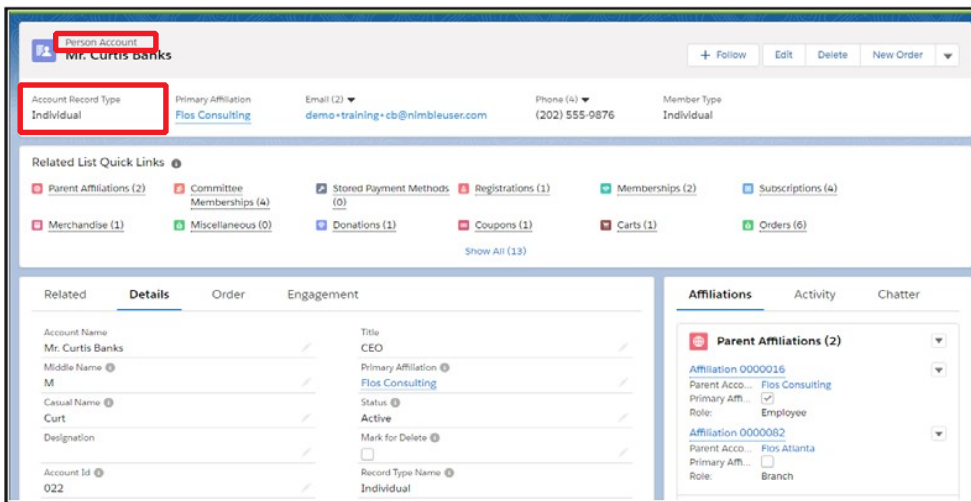 Person Account
Mr. Curtis Banks
+ Follow Edit Delete New Order
Account Record Type Primary Affiliation Email (2) Phone (4) Member Type
Individual Flos Consulting demo+training+cb@nimbleuser.com (202) 555-9876 Individual
Related List Quick Links
Parent Affiliations (2) Committee Memberships (4) Stored Payment Methods (0) Registrations (1) Memberships (2) Subscriptions (4)
Merchandise (1) Miscellaneous (0) Donations (1) Coupons (1) Carts (1) Orders (6)
Show All (13)
Related Details Order Engagement
Account Name Title
Mr. Curtis Banks CEO
Middle Name Primary Affiliation
M Flos Consulting
Casual Name Status
Curt Active
Designation Mark for Delete
Account Id Record Type Name
022 Individual
Affiliations Activity Chatter
Parent Affiliations (2)
Affiliation 0000016
Parent Acco... Flos Consulting
Primary Affi...
Role: Employee
Affiliation 0000082
Parent Acco... Flos Atlanta
Primary Affi...
Role: Branch